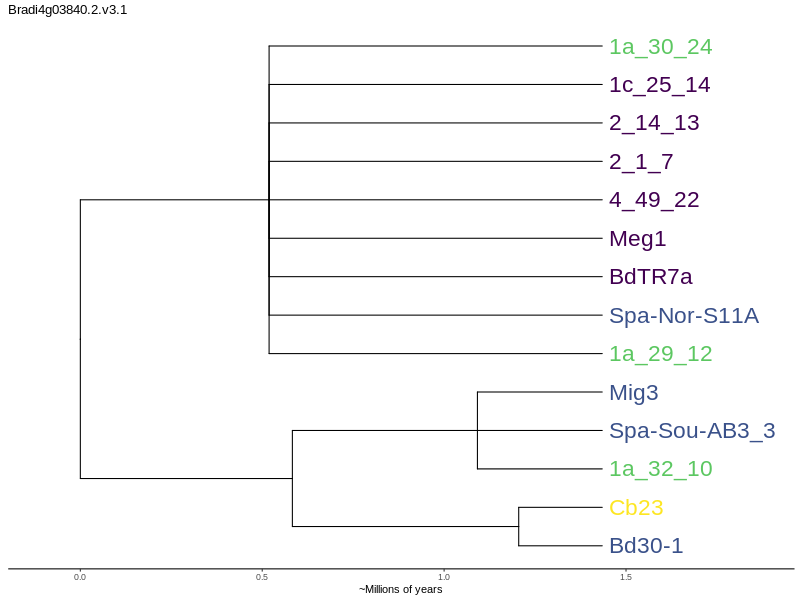 Bradi4g03840.2.v3.1
1a_30_24
1c_25_14
2_14_13
2_1_7
4_49_22
Meg1
BdTR7a
Spa-Nor-S11A
1a_29_12
Mig3
Spa-Sou-AB3_3
1a_32_10
Cb23
Bd30-1
0.0 0.5 1.0 1.5
~Millions of years